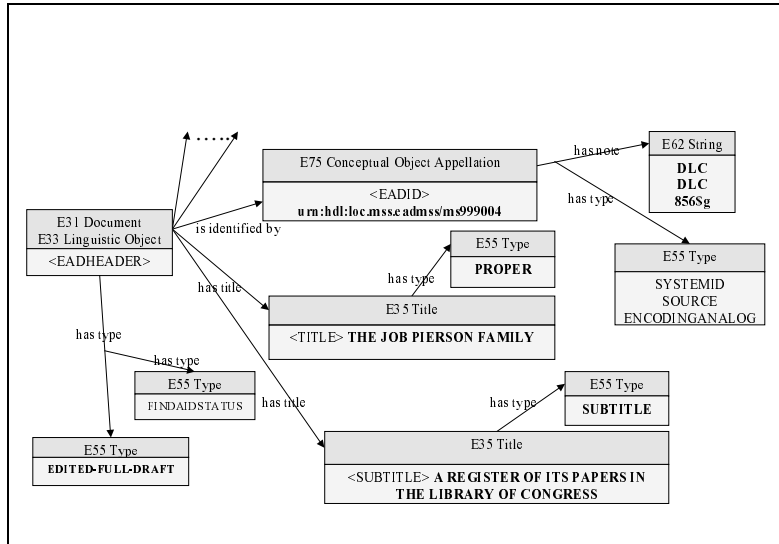 .....
E75 Conceptual Object Appellation
<EADID>
urn:hdl:loc.mss.eadmss/ms999004
has note
E62 String
DLC
DLC
856$g
has type
E31 Document
E33 Linguistic Object
<EADHEADER>
is identified by
E55 Type
PROPER
has type
E55 Type
SYSTEMID
SOURCE
ENCODINGANALOG
has title
E35 Title
<TITLE> THE JOB PIERSON FAMILY
has type
has type
E55 Type
FINDAIDSTATUS
has title
E55 Type
SUBTITLE
has type
E55 Type
EDITED-FULL-DRAFT
E35 Title
<SUBTITLE> A REGISTER OF ITS PAPERS IN
THE LIBRARY OF CONGRESS